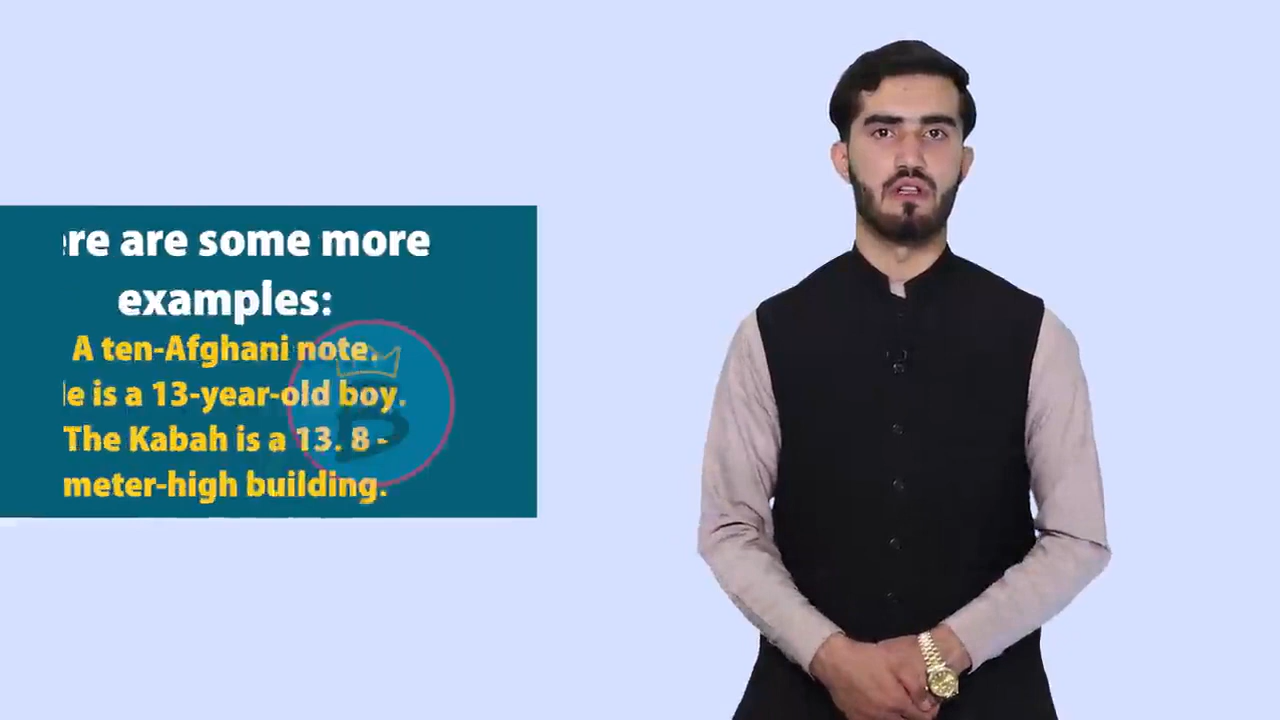 ere are some more
examples:
A ten-Afghani note.
e is a 13-year-old boy.
The Kabah is a 13. 8 -
meter-high building.
B